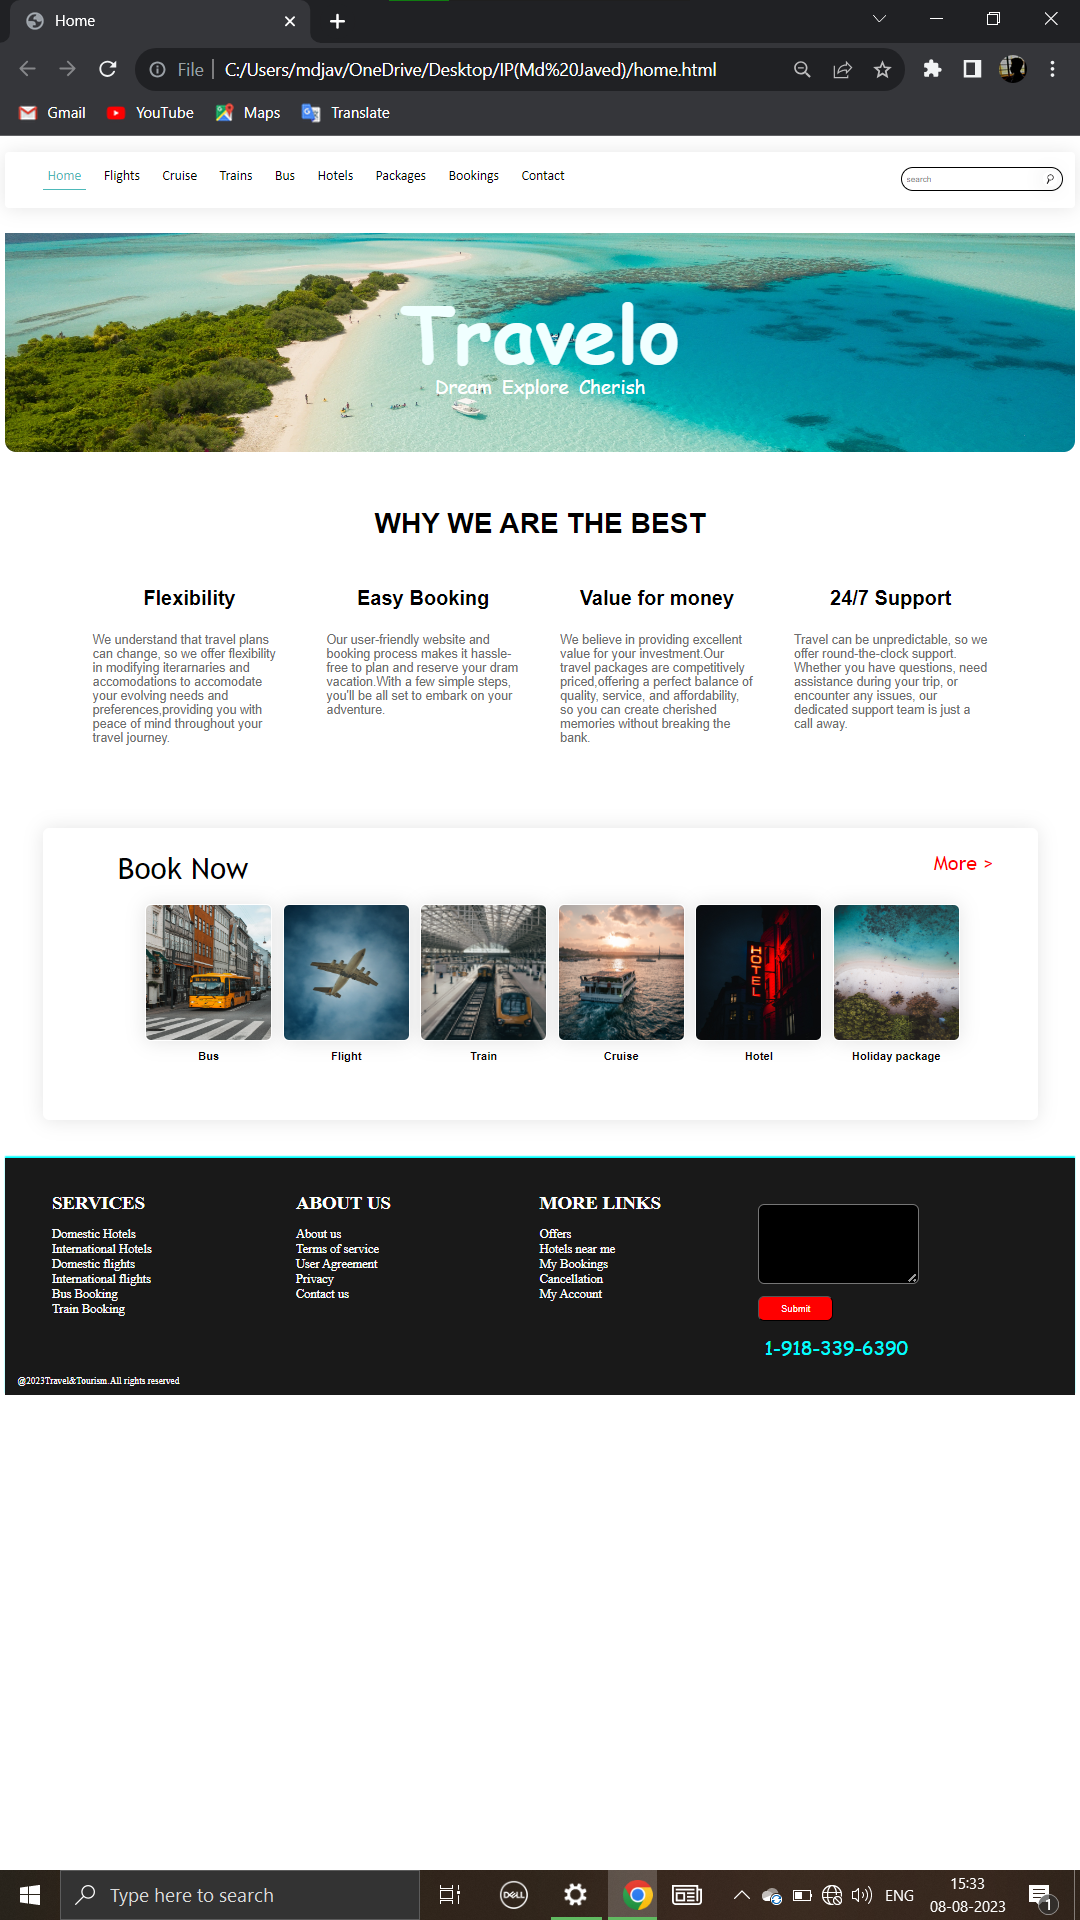 Home
File
C:/Users/mdjav/OneDrive/Desktop/IP(Md%20Javed)/home.html
Gmail YouTube Maps Translate
Home Flights Cruise Trains Bus Hotels Packages Bookings Contact
search
Travelo
Dream Explore Cherish
WHY WE ARE THE BEST
Flexibility
We understand that travel plans
can change, so we offer flexibility
in modifying iterarnaries and
accomodations to accomodate
your evolving needs and
preferences,providing you with
peace of mind throughout your
travel journey.
Easy Booking
Our user-friendly website and
booking process makes it hassle-
free to plan and reserve your dram
vacation.With a few simple steps,
you'll be all set to embark on your
adventure.
Value for money
We believe in providing excellent
value for your investment.Our
travel packages are competitively
priced,offering a perfect balance of
quality, service, and affordability,
so you can create cherished
memories without breaking the
bank.
24/7 Support
Travel can be unpredictable, so we
offer round-the-clock support.
Whether you have questions, need
assistance during your trip, or
encounter any issues, our
dedicated support team is just a
call away.
Book Now
More >
HOTEL
Bus Flight Train Cruise Hotel Holiday package
SERVICES
Domestic Hotels
International Hotels
Domestic flights
International flights
Bus Booking
Train Booking
ABOUT US
About us
Terms of service
User Agreement
Privacy
Contact us
MORE LINKS
Offers
Hotels near me
My Bookings
Cancellation
My Account
Submit
1-918-339-6390
@2023Travel&Tourism.All rights reserved
Type here to search
DELL
ENG
15:33
08-08-2023
1